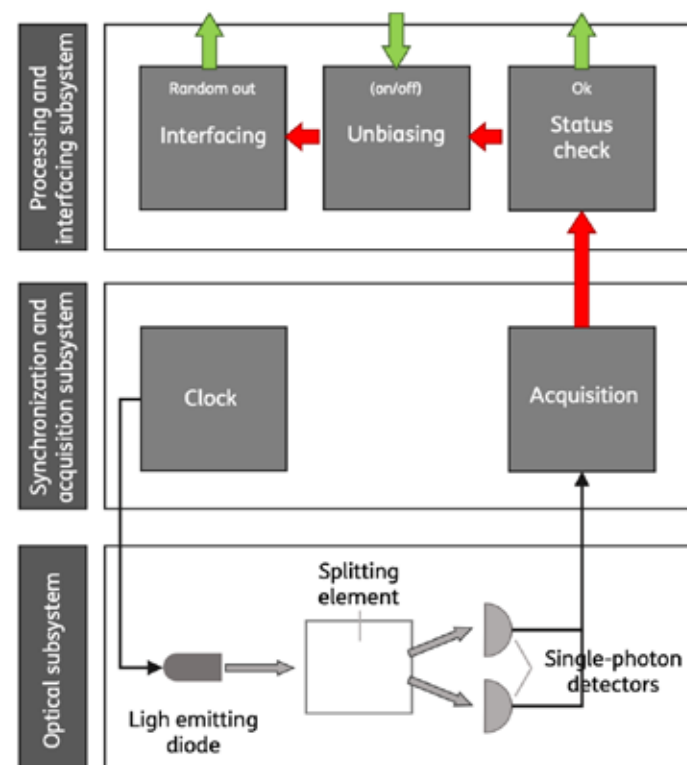 Processing and
interfacing subsystem
Random out
Interfacing
(on/off)
Unbiasing
Ok
Status
check
Synchronization and
acquisition subsystem
Clock
Acquisition
Optical subsystem
Splitting
element
Ligh emitting
diode
Single-photon
detectors